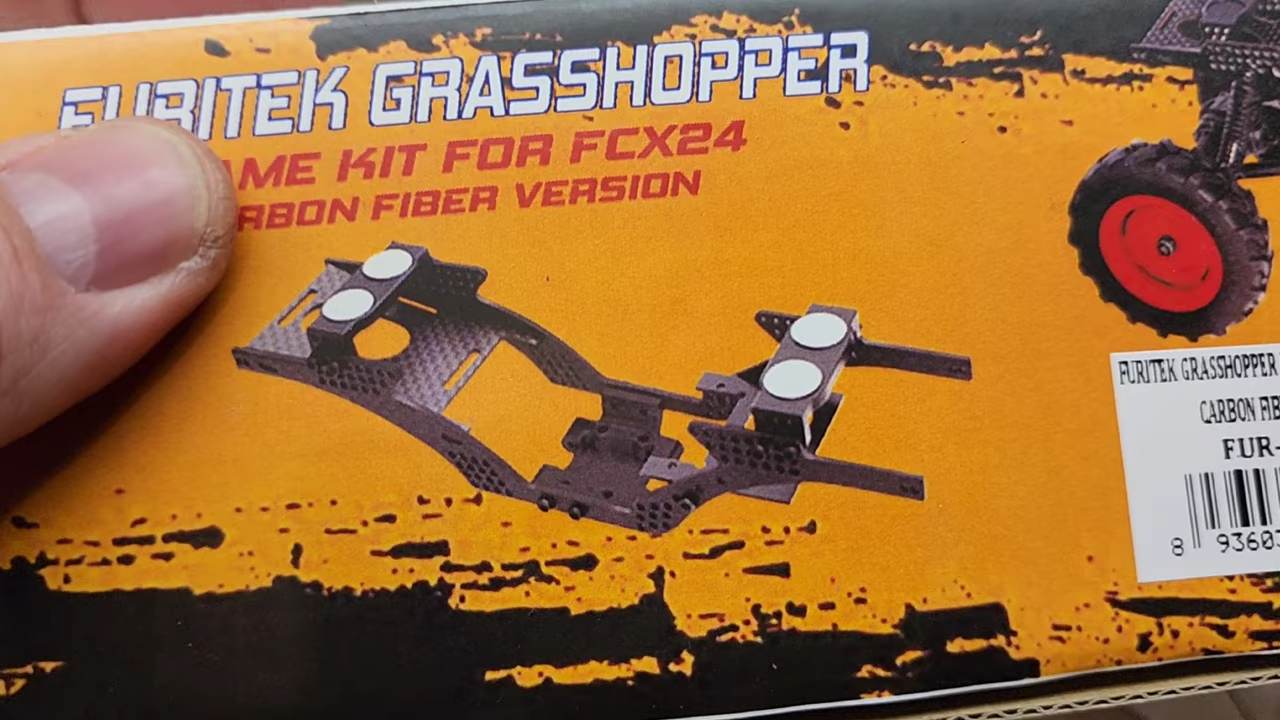 FURITEK GRASSHOPPER
AME KIT FOR FCX24
ARBON FIBER VERSION
FURITEK GRASSHOPPER
CARBON FIB
FUR-
8 93603